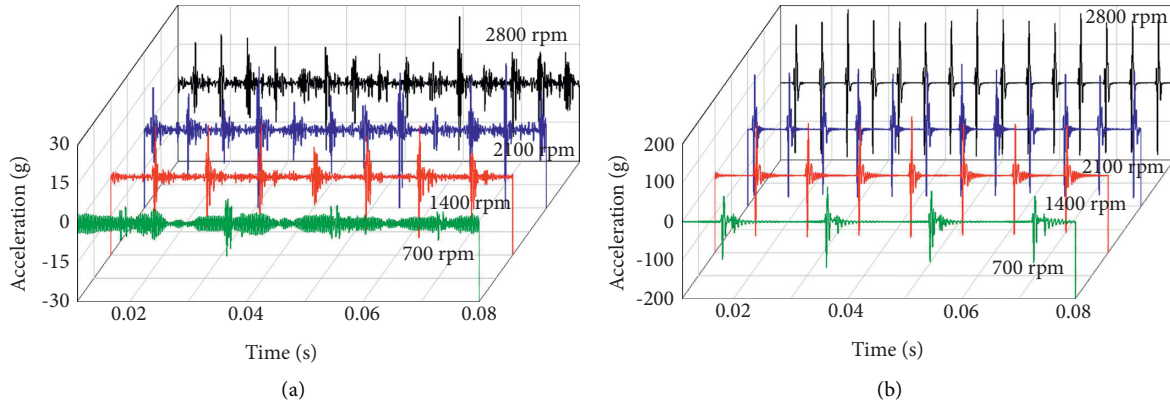 2800 rpm
2100 rpm
1400 rpm
700 rpm
30
15
0
-15
-30
Acceleration (g)
0.02 0.04 0.06 0.08
Time (s)
(a)
2800 rpm
2100 rpm
1400 rpm
700 rpm
200
100
0
-100
-200
Acceleration (g)
0.02 0.04 0.06 0.08
Time (s)
(b)